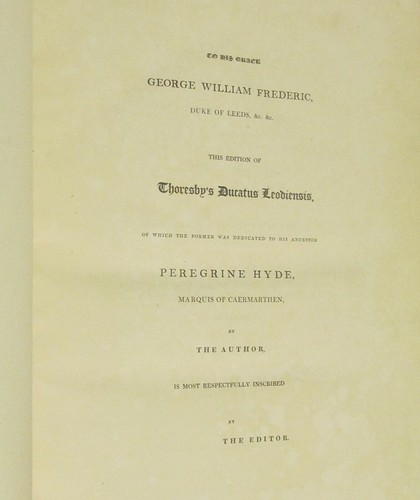 TO HIS GRACE
GEORGE WILLIAM FREDERIC,
DUKE OF LEEDS, &c. &c.
THIS EDITION OF
Thoresby's Ducatus Leodiensis,
OF WHICH THE FORMER WAS DEDICATED TO HIS ANCESTOR
PEREGRINE HYDE,
MARQUIS OF CAERMARTHEN,
BY
THE AUTHOR,
IS MOST RESPECTFULLY INSCRIBED
BY
THE EDITOR.